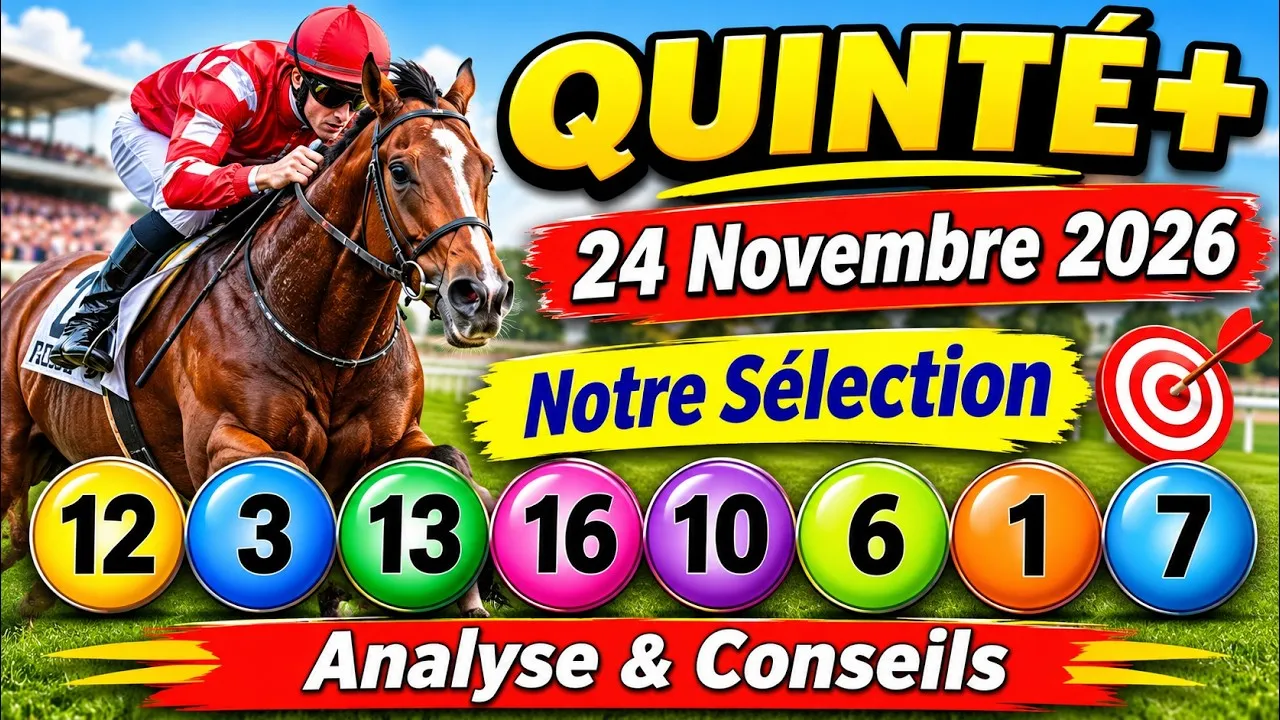 QUINTÉ+
24 Novembre 2026
Notre Sélection
12 3 13 16 10 6 1 7
Analyse & Conseils